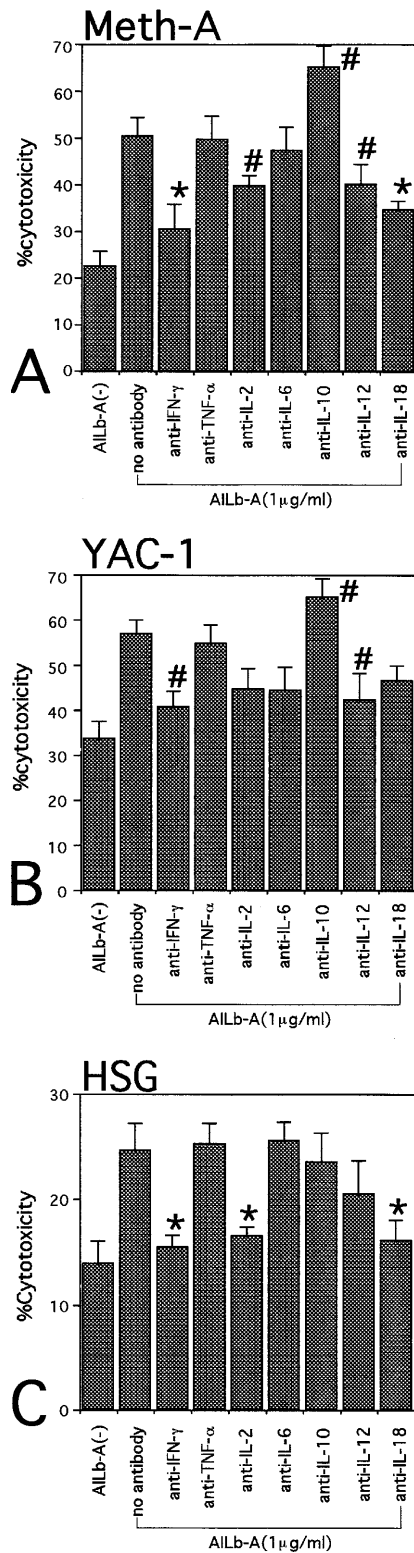 Meth-A
70
60
50
40
30
20
10
0
%cytotoxicity
* # # # *
A
AILb-A(-) no antibody anti-IFN-γ anti-TNF-α anti-IL-2 anti-IL-6 anti-IL-10 anti-IL-12 anti-IL-18
AILb-A(1μg/ml)
YAC-1
70
60
50
40
30
20
10
0
%cytotoxicity
# # #
B
AILb-A(-) no antibody anti-IFN-γ anti-TNF-α anti-IL-2 anti-IL-6 anti-IL-10 anti-IL-12 anti-IL-18
AILb-A(1μg/ml)
HSG
30
20
10
0
%Cytotoxicity
* * *
C
AILb-A(-) no antibody anti-IFN-γ anti-TNF-α anti-IL-2 anti-IL-6 anti-IL-10 anti-IL-12 anti-IL-18
AILb-A(1μg/ml)